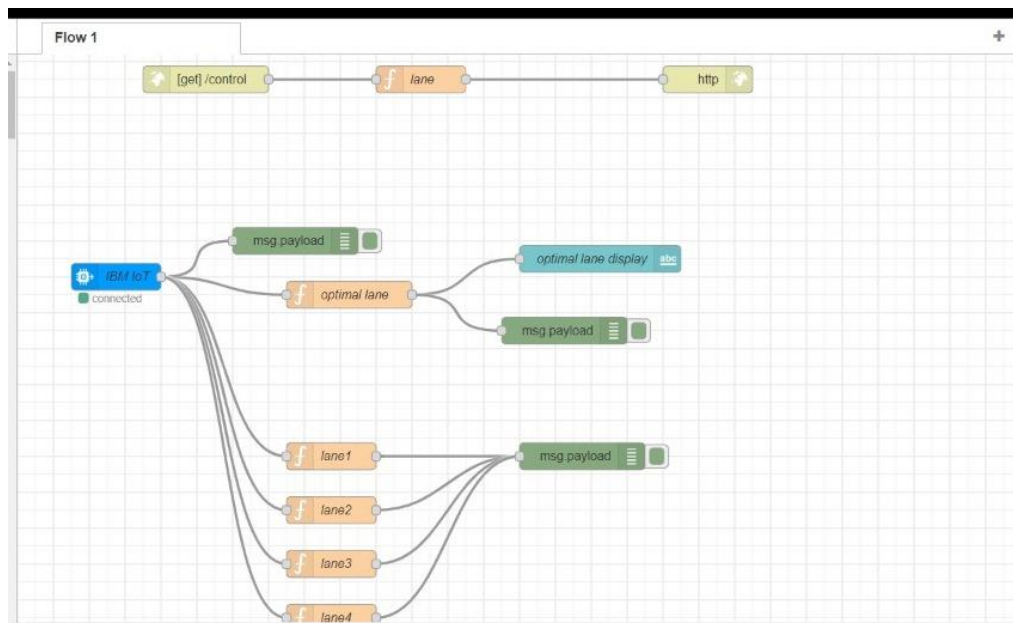 Flow 1
[get] /control
lane
http
msg.payload
optimal lane display
abc
IBM IoT
optimal lane
connected
msg.payload
lane1
msg.payload
lane2
lane3
lane4